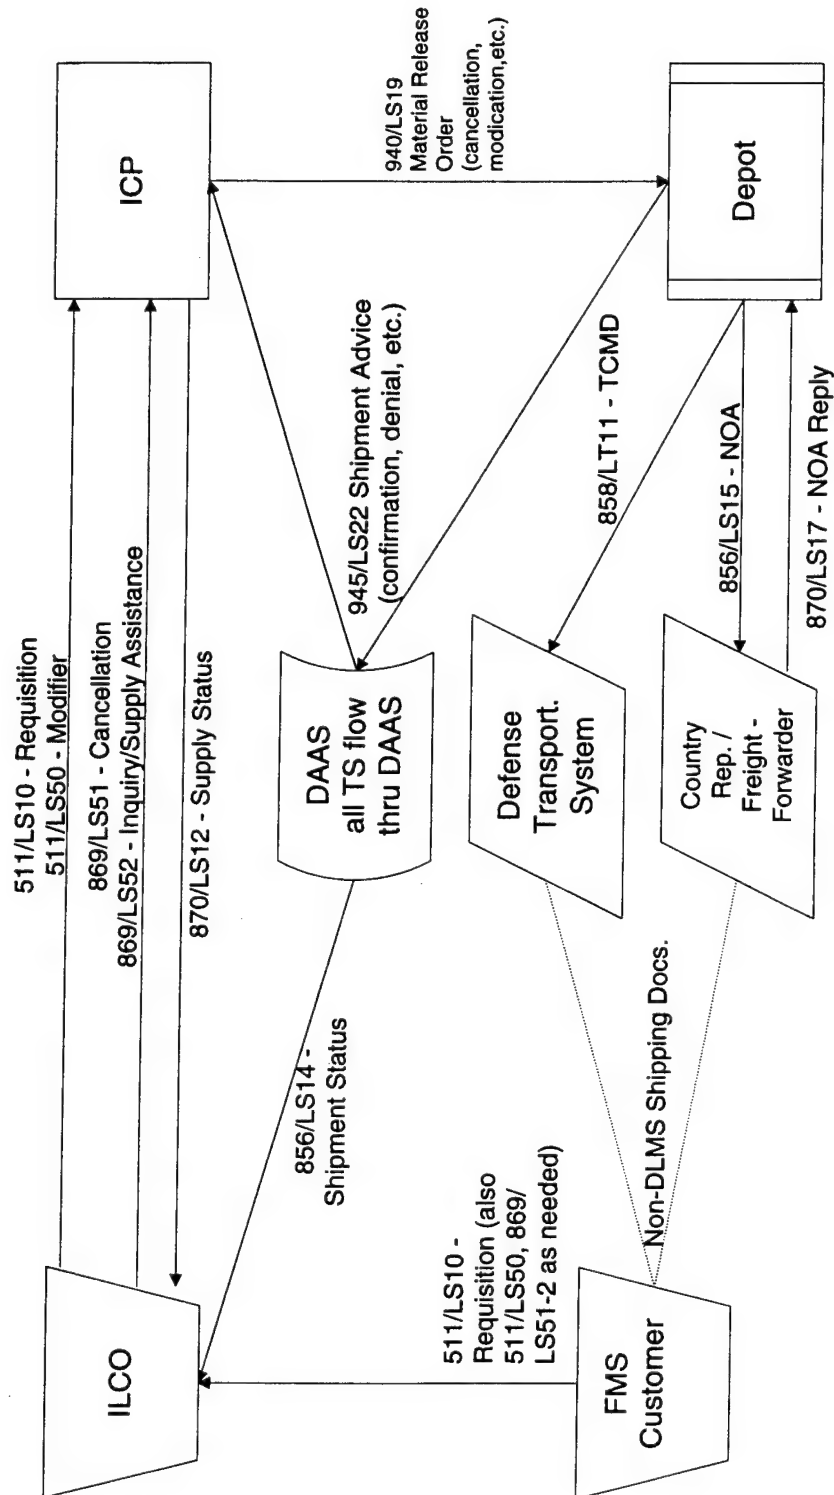 511/LS10 - Requisition
511/LS50 - Modifier
869/LS51 - Cancellation
869/LS52 - Inquiry/Supply Assistance
870/LS12 - Supply Status
ILCO
ICP
856/LS14 -
Shipment Status
DAAS
all TS flow
thru DAAS
945/LS22 Shipment Advice
(confirmation, denial, etc.)
940/LS19
Material Release
Order
(cancellation,
modication,etc.)
511/LS10 -
Requisition (also
511/LS50, 869/
LS51-2 as needed)
Defense
Transport.
System
858/LT11 - TCMD
FMS
Customer
Non-DLMS Shipping Docs.
Country
Rep. /
Freight -
Forwarder
856/LS15 - NOA
870/LS17 - NOA Reply
Depot